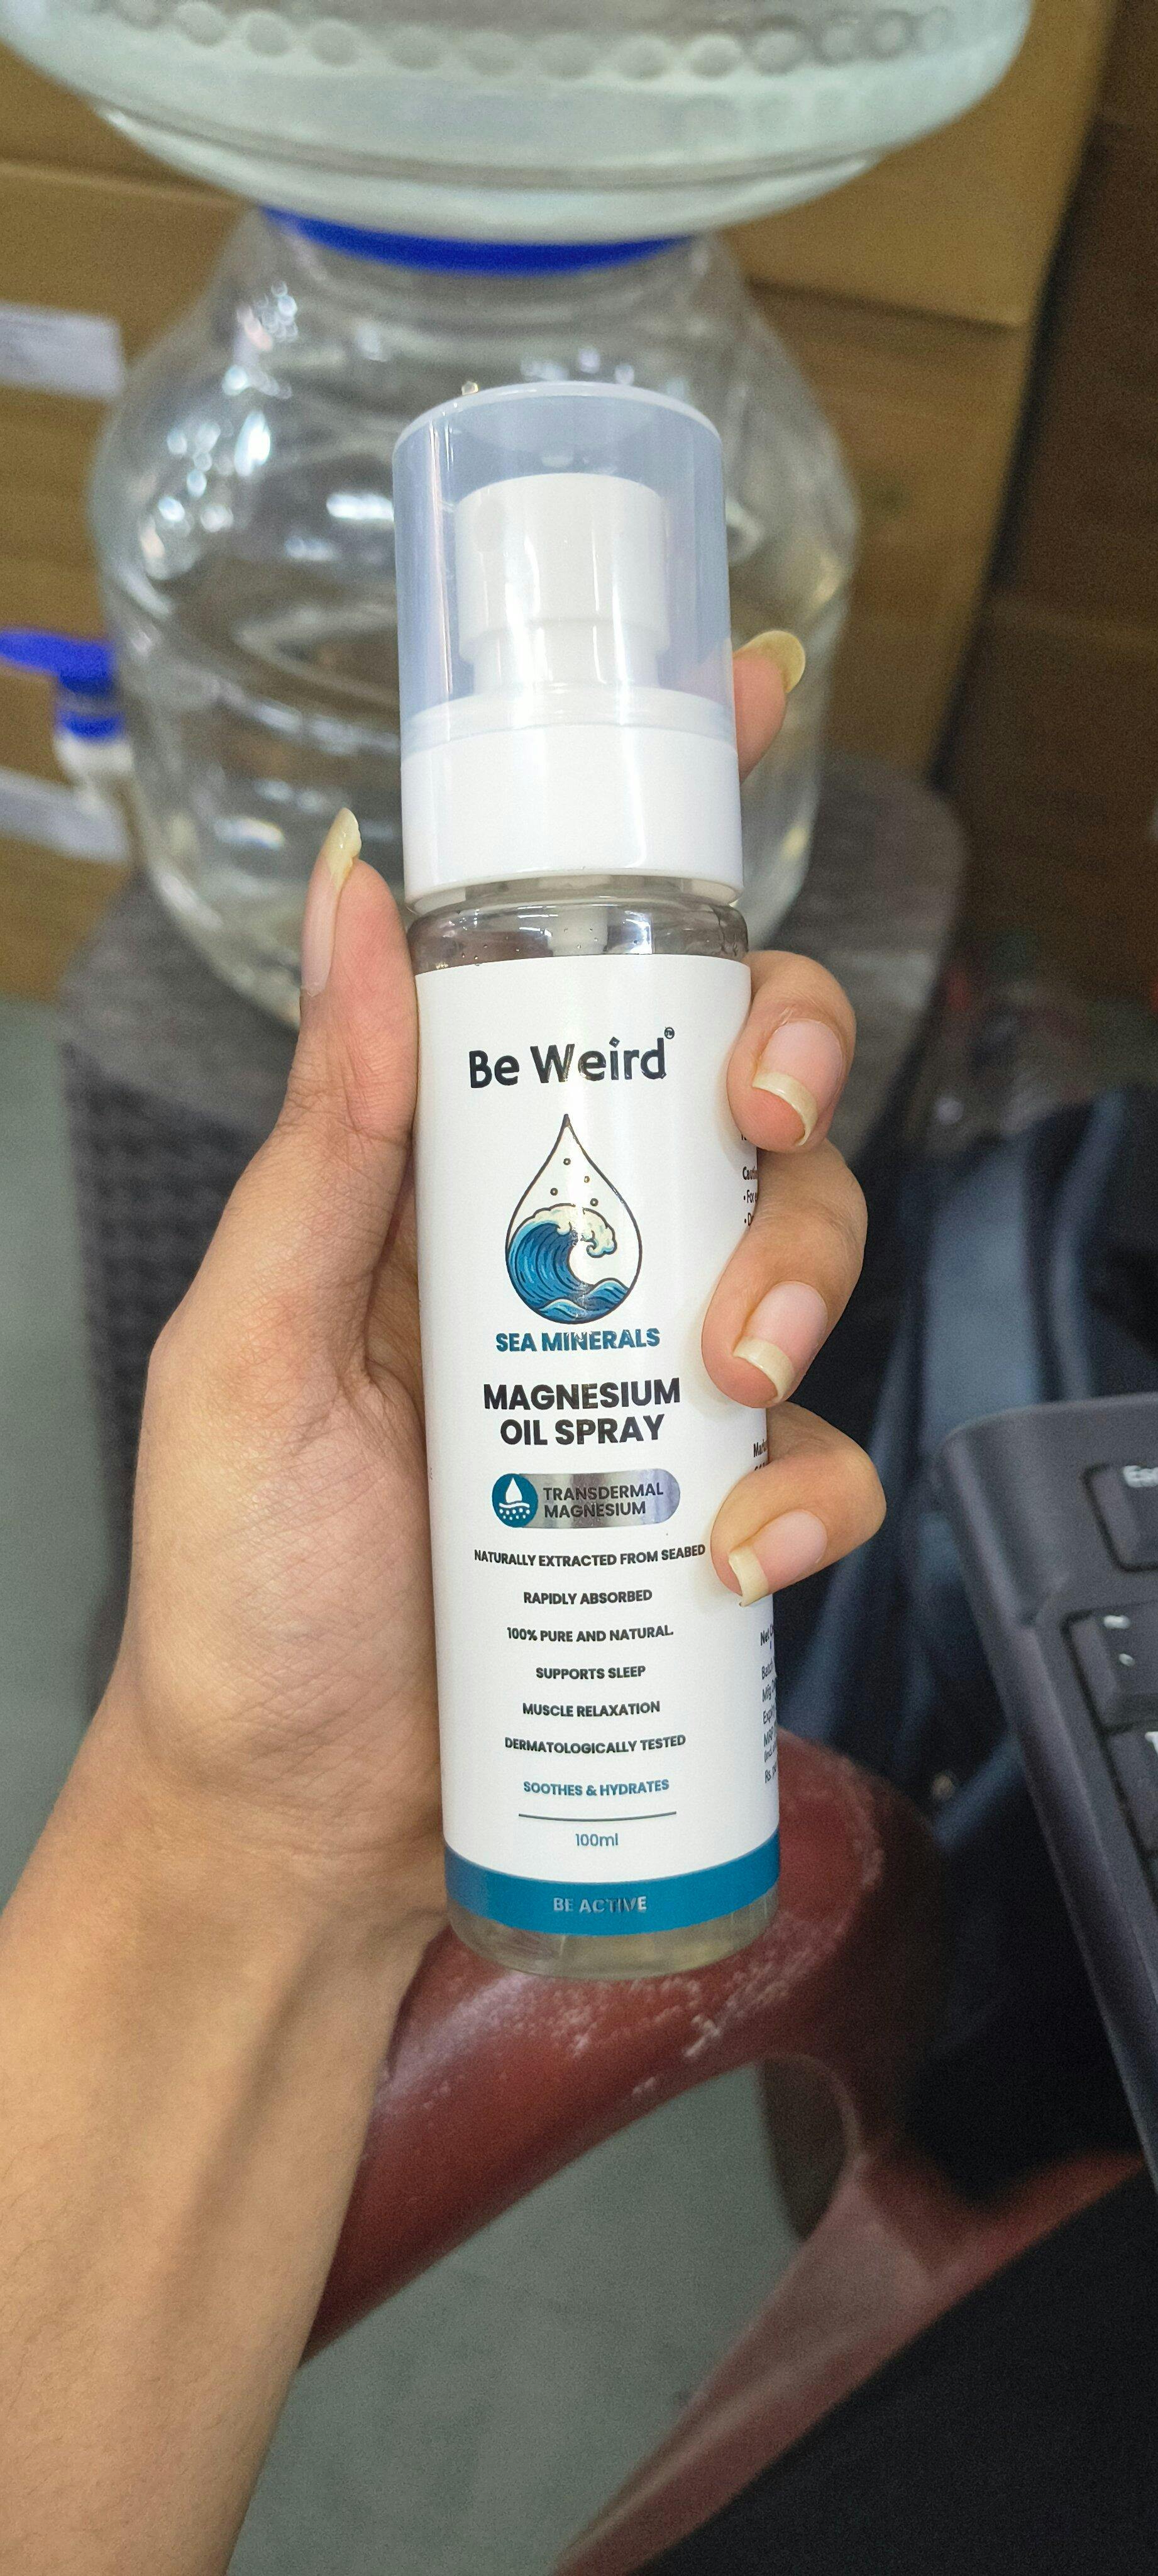 Be Weird™
SEA MINERALS
MAGNESIUM
OIL SPRAY
TRANSDERMAL
MAGNESIUM
NATURALLY EXTRACTED FROM SEABED
RAPIDLY ABSORBED
100% PURE AND NATURAL.
SUPPORTS SLEEP
MUSCLE RELAXATION
DERMATOLOGICALLY TESTED
SOOTHES & HYDRATES
100ml
BE ACTIVE